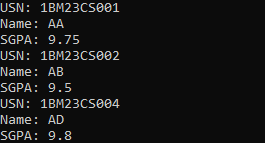 USN: 1BM23CS001
Name: AA
SGPA: 9.75
USN: 1BM23CS002
Name: AB
SGPA: 9.5
USN: 1BM23CS004
Name: AD
SGPA: 9.8